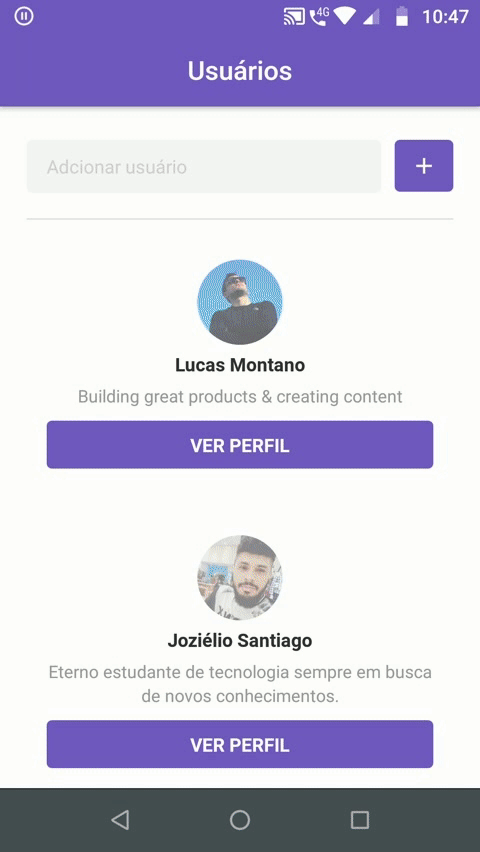 4G 10:47
Usuários
Adcionar usuário
+
Lucas Montano
Building great products & creating content
VER PERFIL
Joziélio Santiago
Eterno estudante de tecnologia sempre em busca
de novos conhecimentos.
VER PERFIL